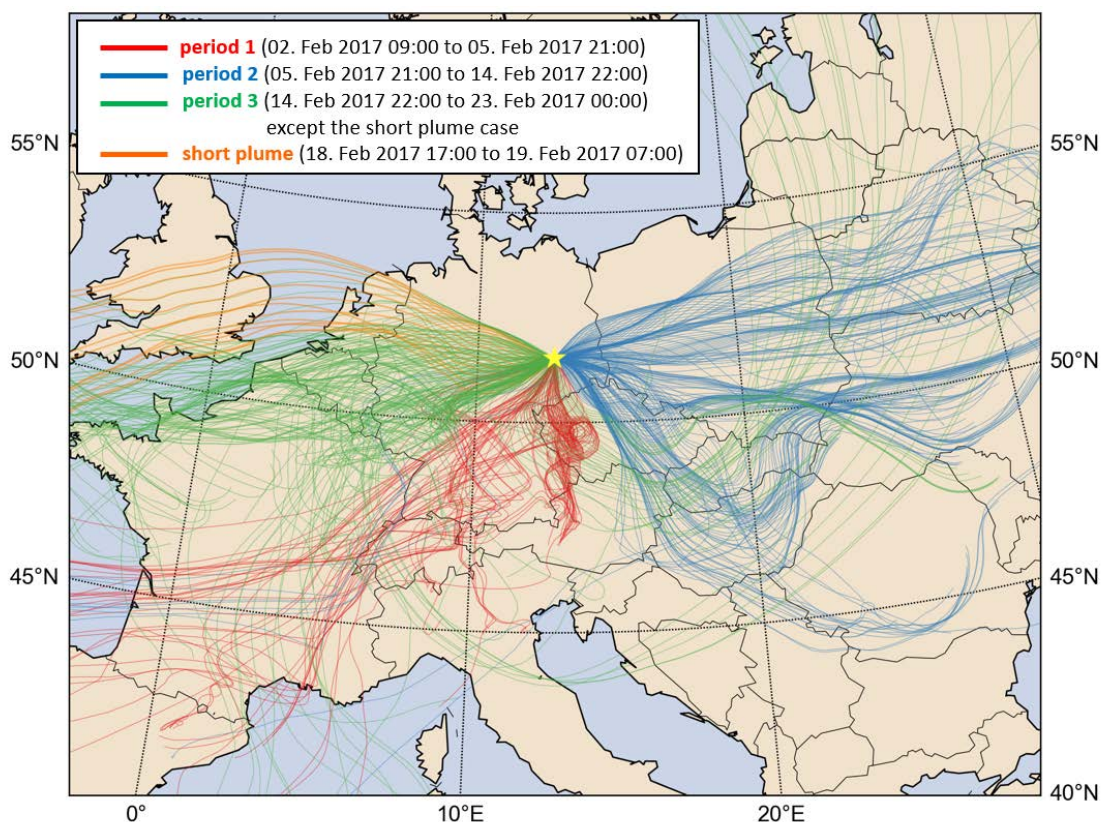 period 1 (02. Feb 2017 09:00 to 05. Feb 2017 21:00)
period 2 (05. Feb 2017 21:00 to 14. Feb 2017 22:00)
period 3 (14. Feb 2017 22:00 to 23. Feb 2017 00:00)
except the short plume case
short plume (18. Feb 2017 17:00 to 19. Feb 2017 07:00)
55°N
55°N
50°N
50°N
45°N
45°N
40°N
0°
10°E
20°E